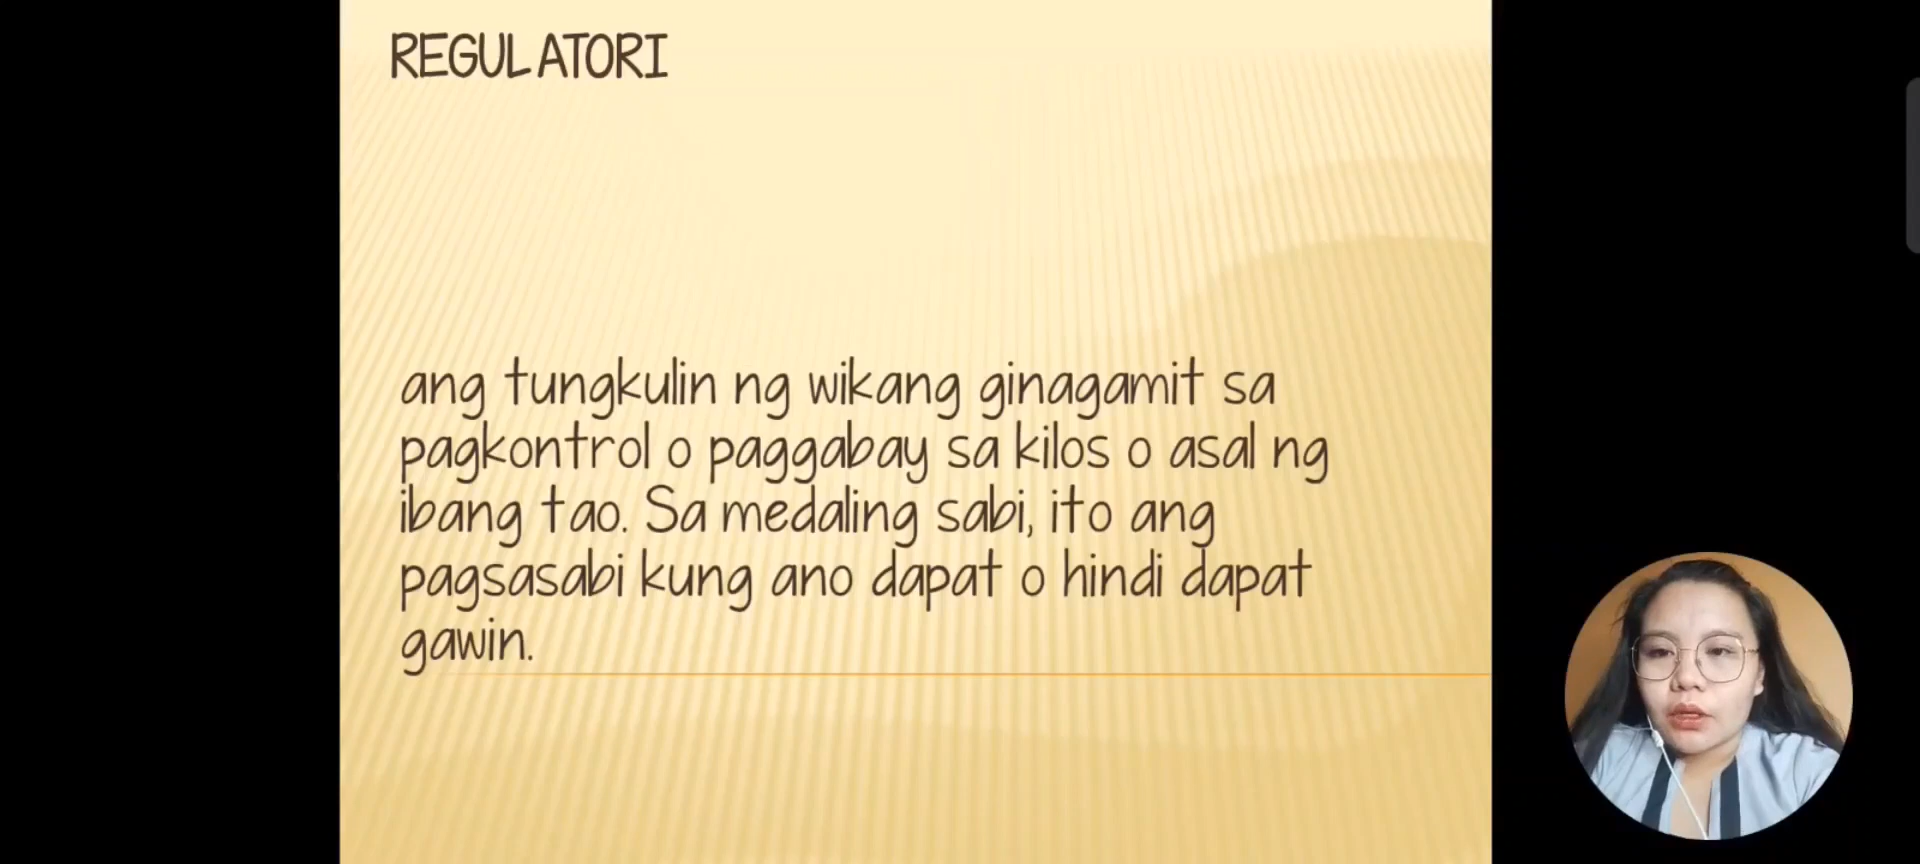 REGULATORI
ang tungkulin ng wikang ginagamit sa
pagkontrol o paggabay sa kilos o asal ng
ibang tao. Sa medaling sabi, ito ang
pagsasabi kung ano dapat o hindi dapat
gawin.